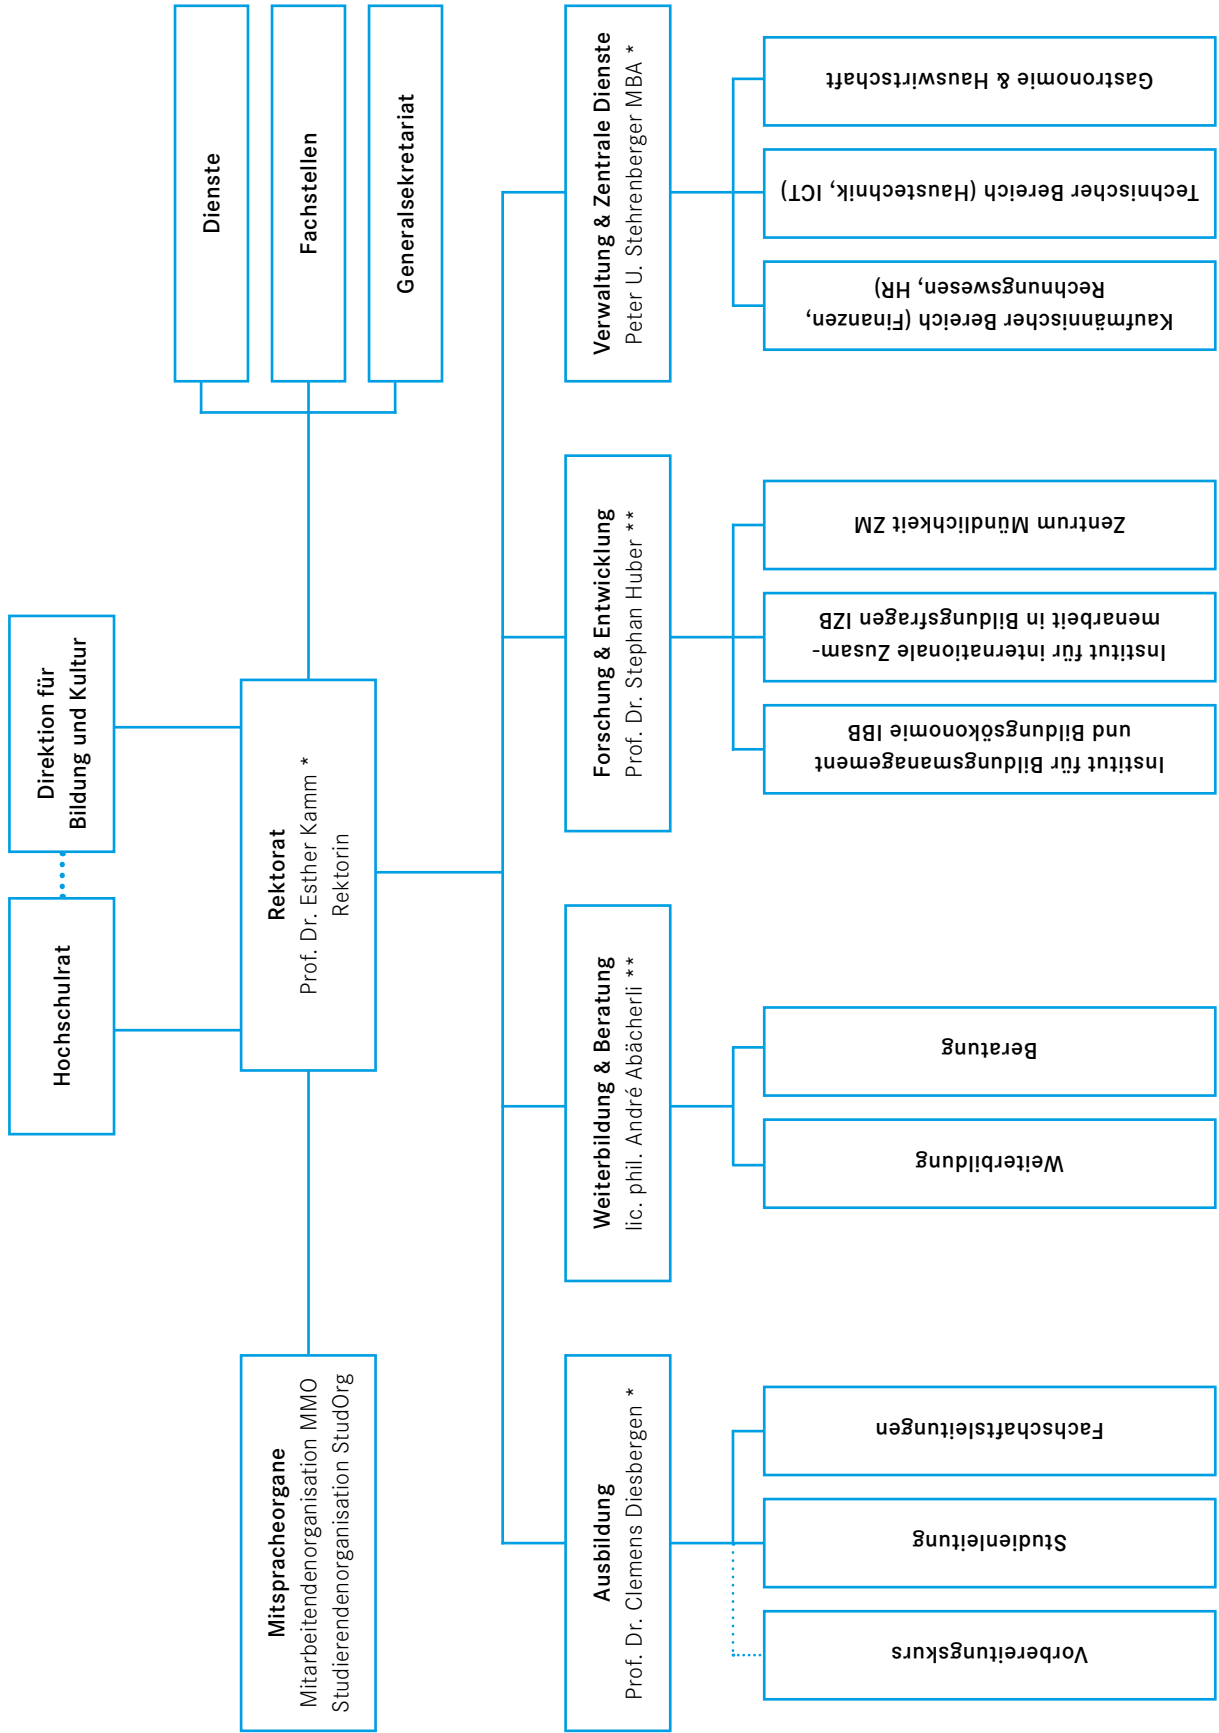 Hochschulrat
Direktion für
Bildung und Kultur
Mitspracheorgane
Mitarbeitendenorganisation MMO
Studierendenorganisation StudOrg
Rektorat
Prof. Dr. Esther Kamm *
Rektorin
Dienste
Fachstellen
Generalsekretariat
Ausbildung
Prof. Dr. Clemens Diesbergen *
Weiterbildung & Beratung
lic. phil. André Abächerli **
Forschung & Entwicklung
Prof. Dr. Stephan Huber **
Verwaltung & Zentrale Dienste
Peter U. Stehrenberger MBA *
Vorbereitungskurs
Studienleitung
Fachschaftsleitungen
Weiterbildung
Beratung
Institut für Bildungsmanagement
und Bildungsökonomie IBB
Institut für internationale Zusam-
menarbeit in Bildungsfragen IZB
Zentrum Mündlichkeit ZM
Kaufmännischer Bereich (Finanzen,
Rechnungswesen, HR)
Technischer Bereich (Haustechnik, ICT)
Gastronomie & Hauswirtschaft